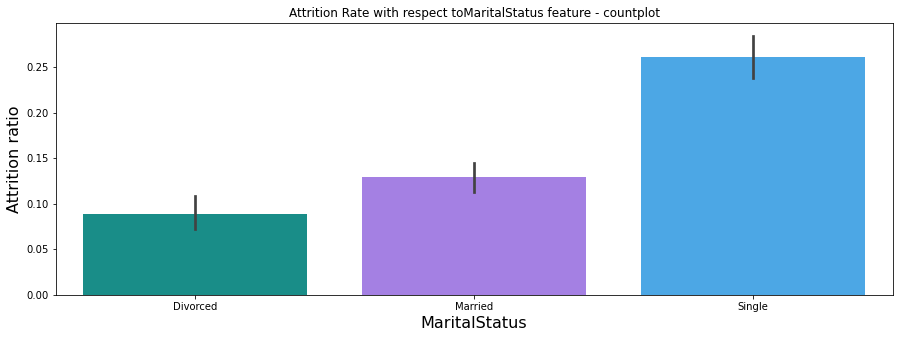 Attrition Rate with respect toMaritalStatus feature - countplot
Attrition ratio
0.25
0.20
0.15
0.10
0.05
0.00
Divorced
Married
Single
MaritalStatus